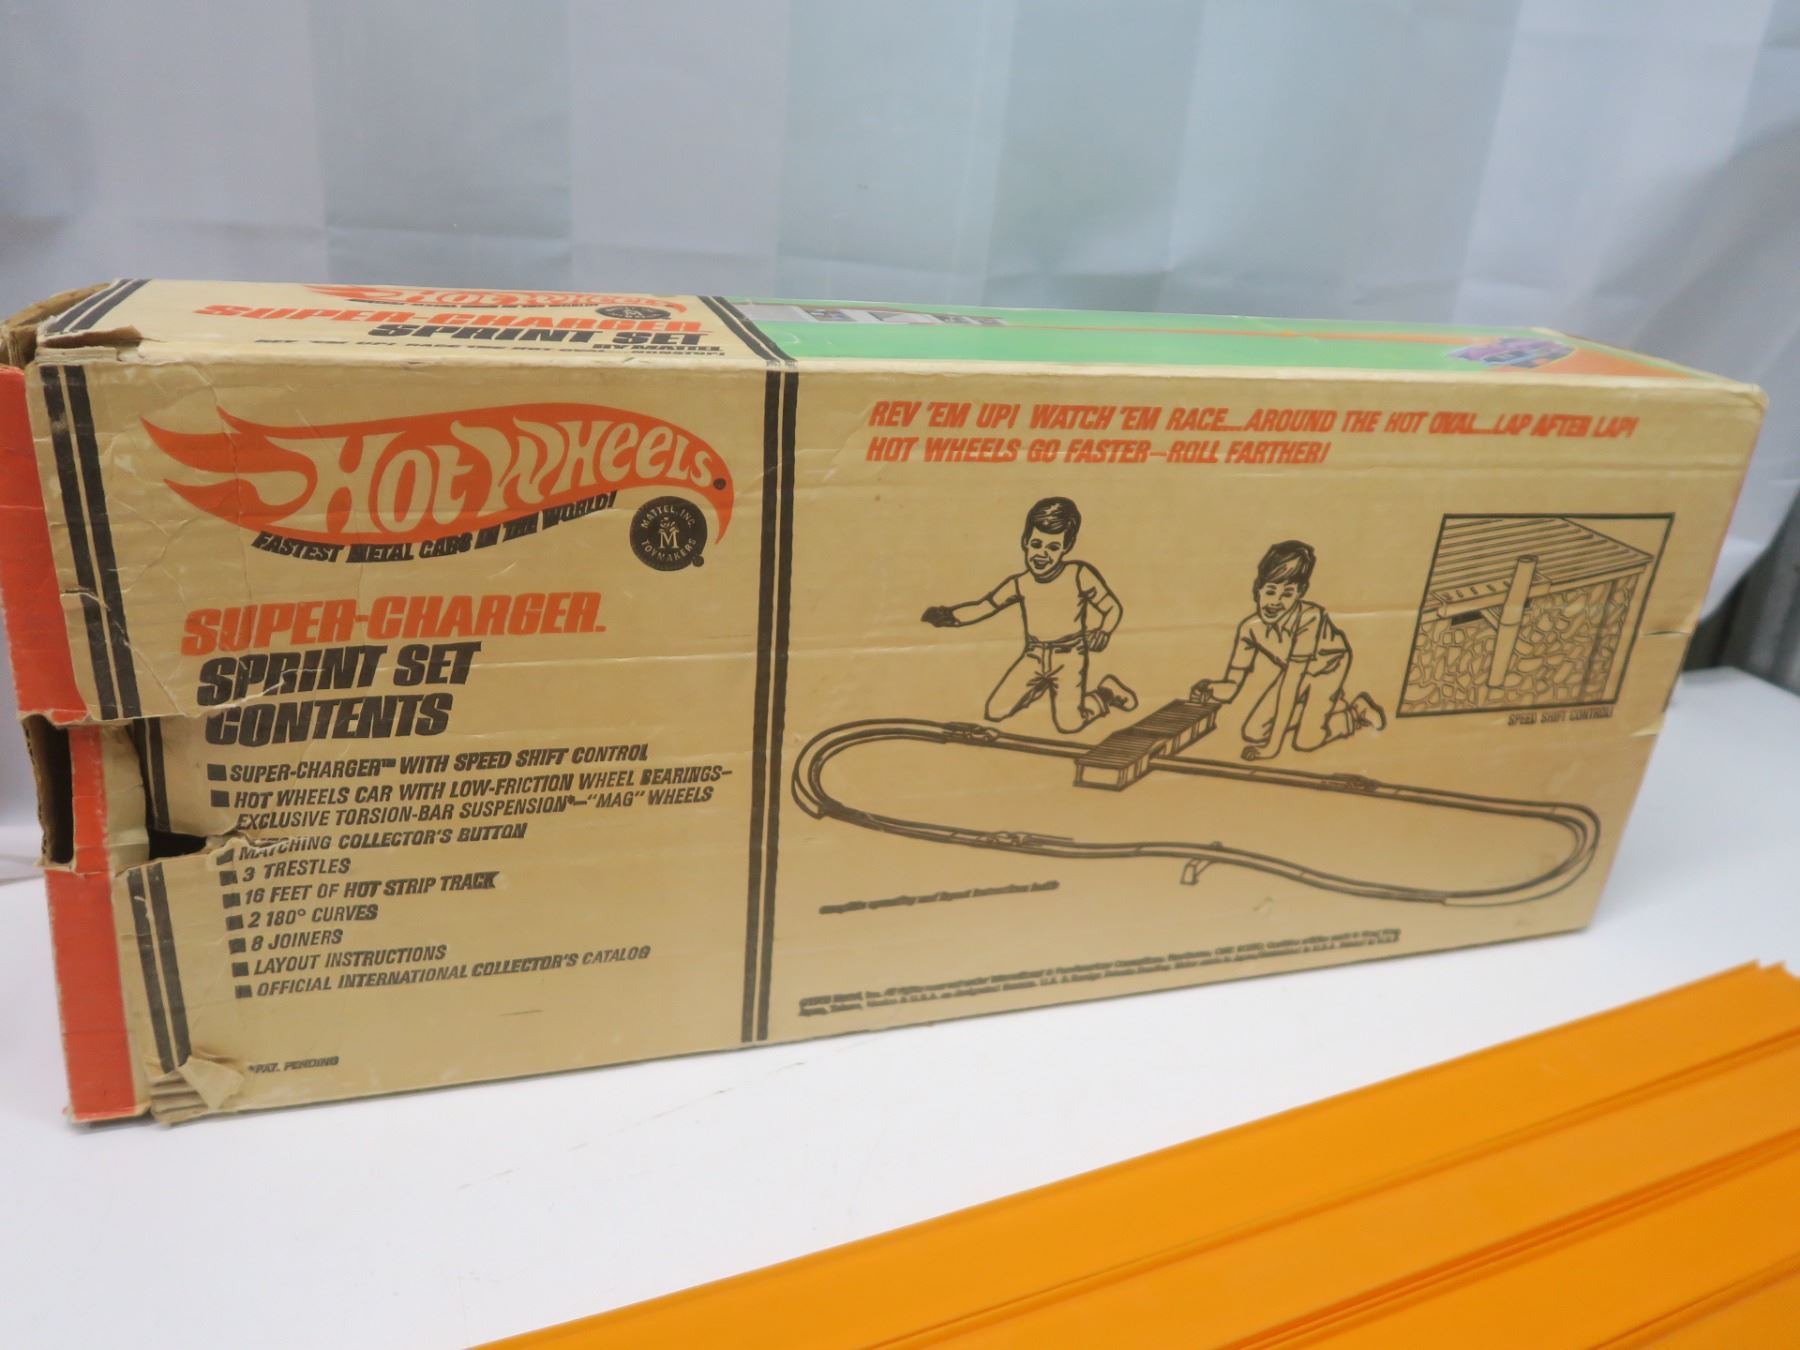 HOT WHEELS
SUPER-CHARGER
SPRINT SET
BY MATTEL
HOT WHEELS®
FASTEST METAL CARS IN THE WORLD!
MATTEL, INC.
M
TOYMAKERS
SUPER-CHARGER™
SPRINT SET
CONTENTS
■ SUPER-CHARGER™ WITH SPEED SHIFT CONTROL
■ HOT WHEELS CAR WITH LOW-FRICTION WHEEL BEARINGS—
EXCLUSIVE TORSION-BAR SUSPENSION*—"MAG" WHEELS
■ MATCHING COLLECTOR'S BUTTON
■ 3 TRESTLES
■ 16 FEET OF HOT STRIP TRACK
■ 2 180° CURVES
■ 8 JOINERS
■ LAYOUT INSTRUCTIONS
■ OFFICIAL INTERNATIONAL COLLECTOR'S CATALOG
*PAT. PENDING
REV 'EM UP! WATCH 'EM RACE...AROUND THE HOT OVAL...LAP AFTER LAP!
HOT WHEELS GO FASTER—ROLL FARTHER!
SPEED SHIFT CONTROL!